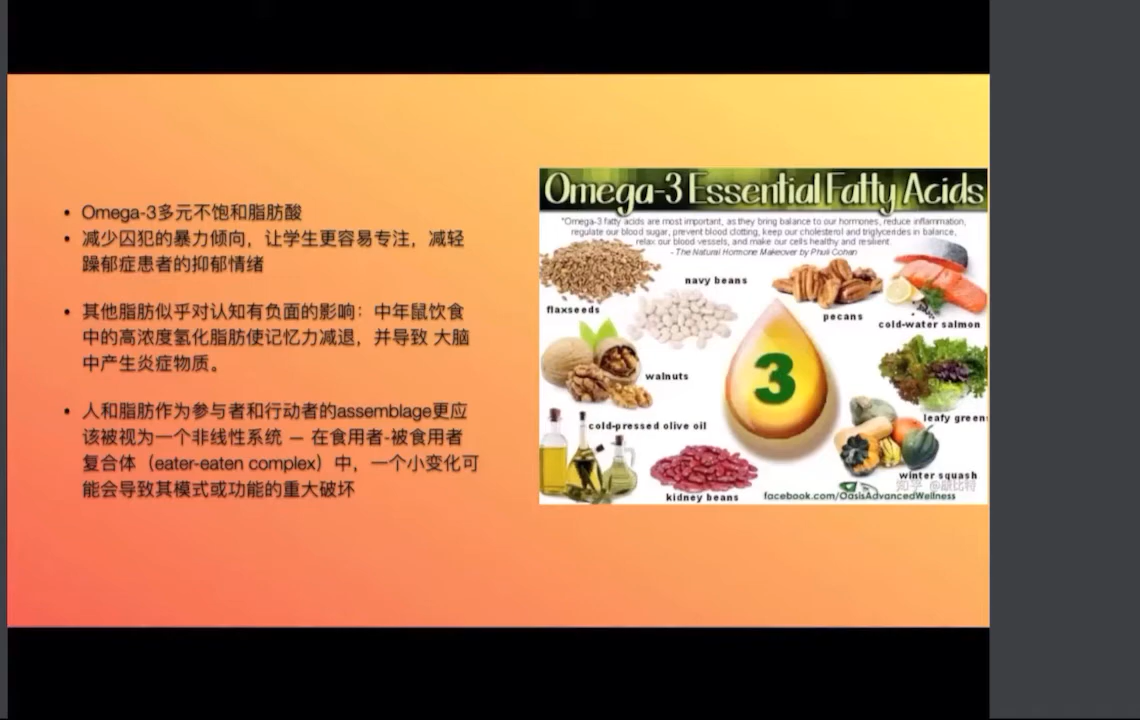 Omega-3多元不饱和脂肪酸
减少囚犯的暴力倾向，让学生更容易专注，减轻
躁郁症患者的抑郁情绪
其他脂肪似乎对认知有负面的影响：中年鼠饮食
中的高浓度氢化脂肪使记忆力减退，并导致 大脑
中产生炎症物质。
人和脂肪作为参与者和行动者的assemblage更应
该被视为一个非线性系统 — 在食用者-被食用者
复合体（eater-eaten complex）中，一个小变化可
能会导致其模式或功能的重大破坏
Omega-3 Essential Fatty Acids
"Omega-3 fatty acids are most important, as they bring balance to our hormones, reduce inflammation,
regulate our blood sugar, prevent blood clotting, keep our cholesterol and triglycerides in balance,
relax our blood vessels, and make our cells healthy and resilient.
- The Natural Hormone Makeover by Phuli Cohan
navy beans
flaxseeds
pecans
cold-water salmon
3
walnuts
leafy green
cold-pressed olive oil
winter squash
kidney beans
facebook.com/OasisAdvancedWellness